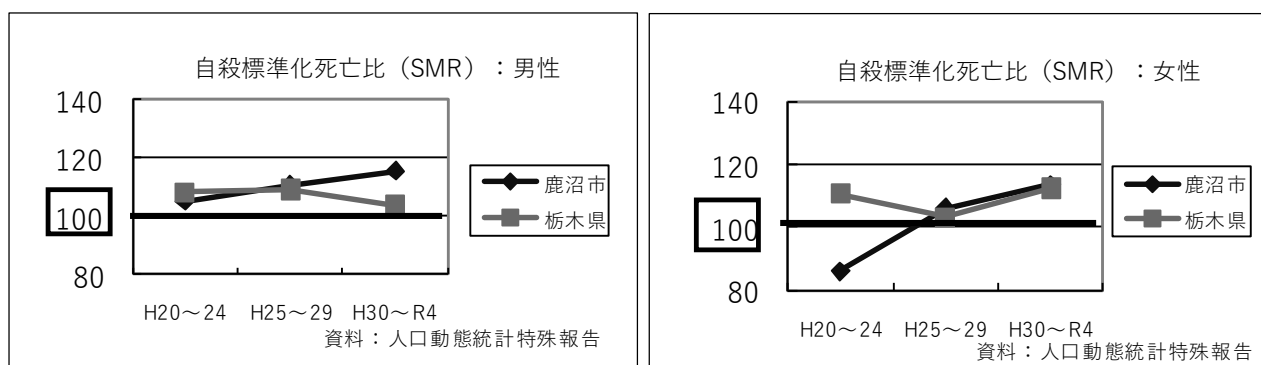 自殺標準化死亡比（SMR）：男性
140
120
100
80
H20～24 H25～29 H30～R4
鹿沼市
栃木県
資料：人口動態統計特殊報告
自殺標準化死亡比（SMR）：女性
140
120
100
80
H20～24 H25～29 H30～R4
鹿沼市
栃木県
資料：人口動態統計特殊報告